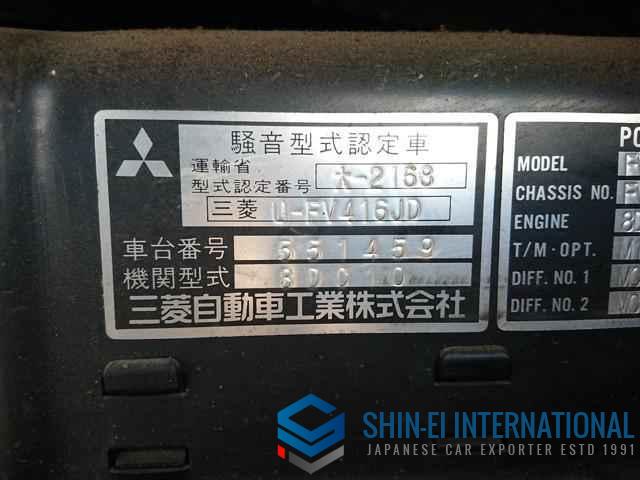 騒音型式認定車
運輸省
型式認定番号 大-2168
三菱 U-FV416JD
車台番号 551459
機関型式 8DC10
三菱自動車工業株式会社
MODEL
CHASSIS NO.
ENGINE
T/M·OPT.
DIFF. NO. 1
DIFF. NO. 2
SHIN-EI INTERNATIONAL
JAPANESE CAR EXPORTER ESTD 1991